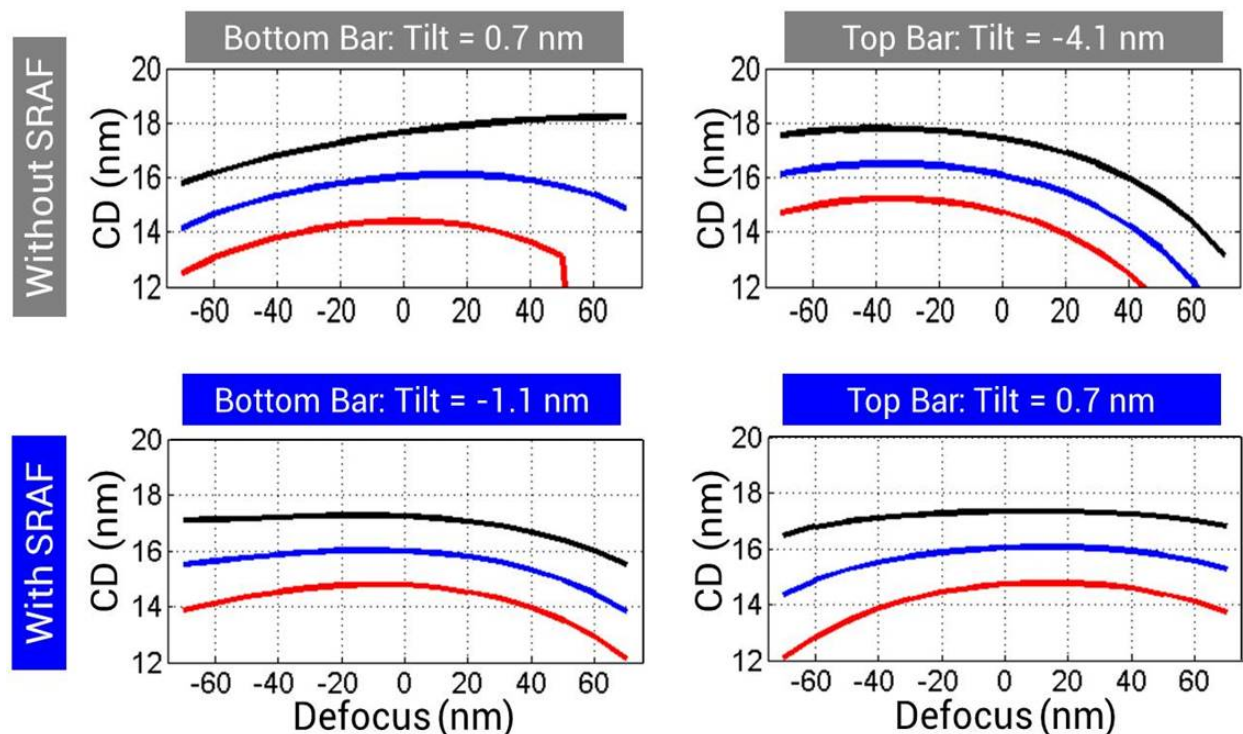 Bottom Bar: Tilt = 0.7 nm
Top Bar: Tilt = -4.1 nm
Without SRAF
CD (nm)
20
18
16
14
12
-60 -40 -20 0 20 40 60
CD (nm)
20
18
16
14
12
-60 -40 -20 0 20 40 60
Bottom Bar: Tilt = -1.1 nm
Top Bar: Tilt = 0.7 nm
With SRAF
CD (nm)
20
18
16
14
12
-60 -40 -20 0 20 40 60
Defocus (nm)
CD (nm)
20
18
16
14
12
-60 -40 -20 0 20 40 60
Defocus (nm)